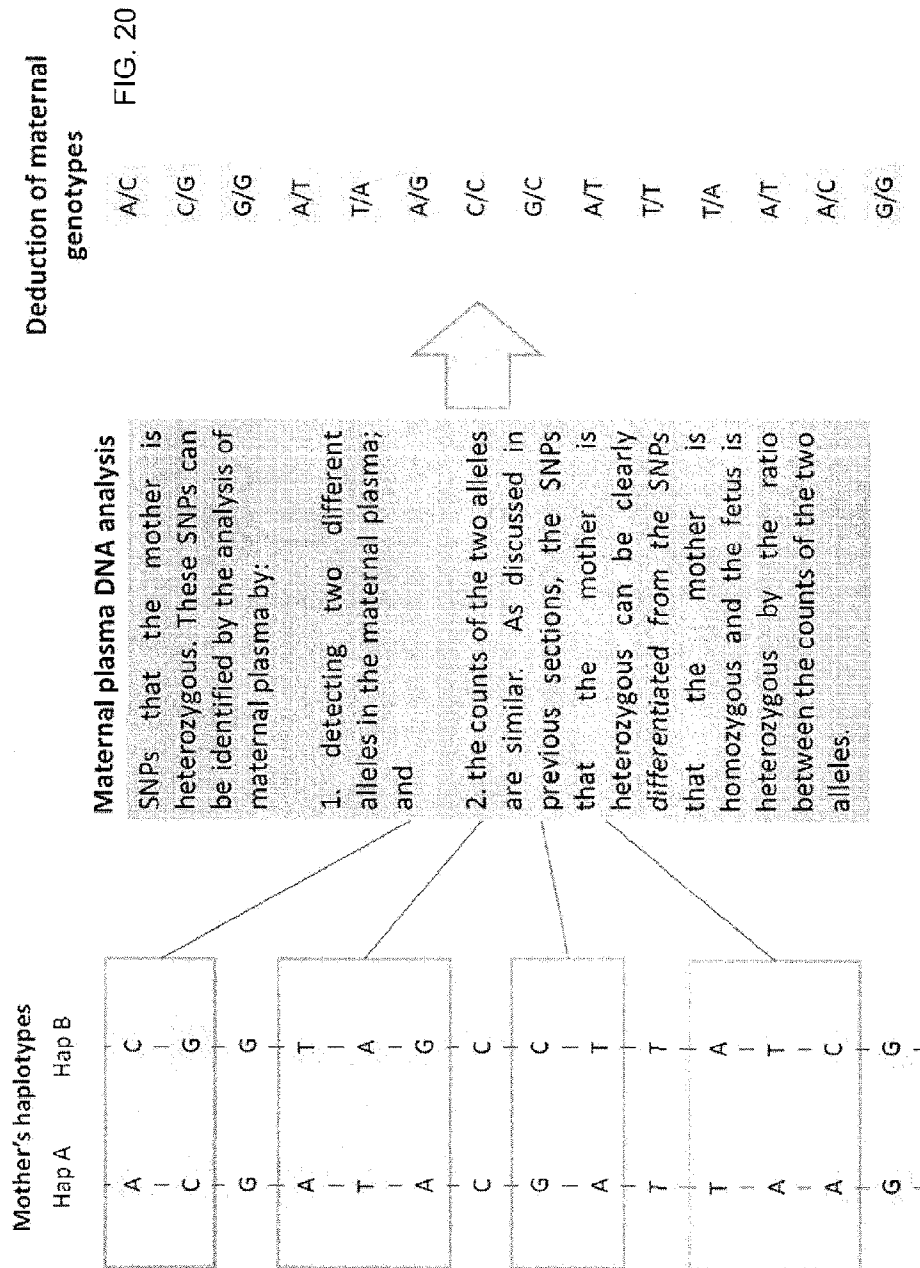 Mother's haplotypes
Hap A Hap B
A C
C G
G G
A T
T A
A G
C C
G C
A T
T T
T A
A T
A C
G G
Maternal plasma DNA analysis
SNPs that the mother is
heterozygous. These SNPs can
be identified by the analysis of
maternal plasma by:
1. detecting two different
alleles in the maternal plasma;
and
2. the counts of the two alleles
are similar. As discussed in
previous sections, the SNPs
that the mother is
heterozygous can be clearly
differentiated from the SNPs
that the mother is
homozygous and the fetus is
heterozygous by the ratio
between the counts of the two
alleles.
Deduction of maternal
genotypes
A/C
C/G
G/G
A/T
T/A
A/G
C/C
G/C
A/T
T/T
T/A
A/T
A/C
G/G
FIG. 20